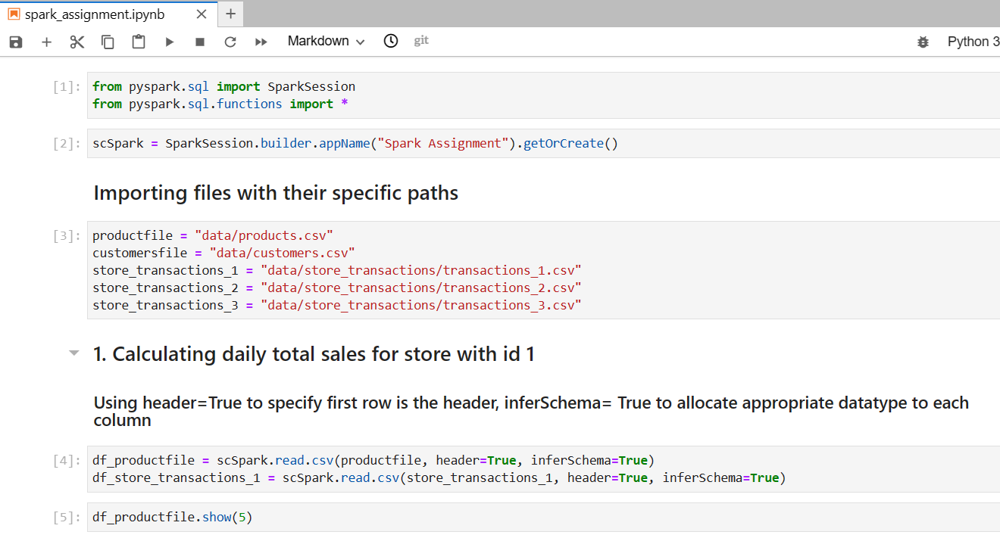 spark_assignment.ipynb
Markdown
git
Python 3
[1]:
from pyspark.sql import SparkSession
from pyspark.sql.functions import *
[2]:
scSpark = SparkSession.builder.appName("Spark Assignment").getOrCreate()
Importing files with their specific paths
[3]:
productfile = "data/products.csv"
customersfile = "data/customers.csv"
store_transactions_1 = "data/store_transactions/transactions_1.csv"
store_transactions_2 = "data/store_transactions/transactions_2.csv"
store_transactions_3 = "data/store_transactions/transactions_3.csv"
1. Calculating daily total sales for store with id 1
Using header=True to specify first row is the header, inferSchema= True to allocate appropriate datatype to each
column
[4]:
df_productfile = scSpark.read.csv(productfile, header=True, inferSchema=True)
df_store_transactions_1 = scSpark.read.csv(store_transactions_1, header=True, inferSchema=True)
[5]:
df_productfile.show(5)